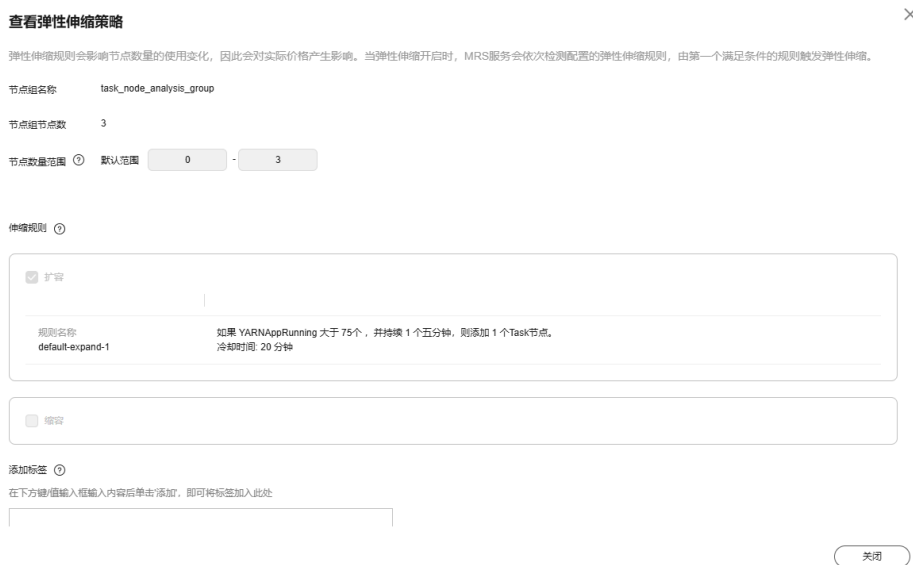 查看弹性伸缩策略
弹性伸缩规则会影响节点数量的使用变化，因此会对实际价格产生影响。当弹性伸缩开启时，MRS服务会依次检测配置的弹性伸缩规则，由第一个满足条件的规则触发弹性伸缩。
节点组名称 task_node_analysis_group
节点组节点数 3
节点数量范围 ? 默认范围 0 - 3
伸缩规则 ?
扩容
规则名称
default-expand-1
如果 YARNAppRunning 大于 75个 ，并持续 1 个五分钟，则添加 1 个Task节点。
冷却时间: 20 分钟
缩容
添加标签 ?
在下方键/值输入框输入内容后单击'添加'，即可将标签加入此处
关闭